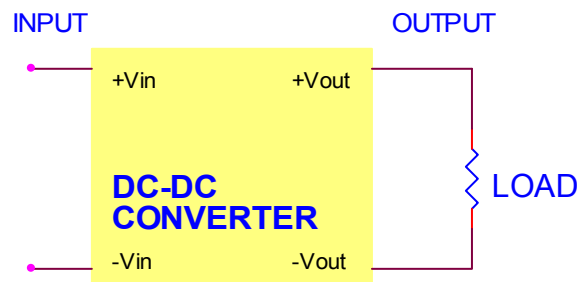 INPUT
OUTPUT
+Vin
+Vout
DC-DC
CONVERTER
LOAD
-Vin
-Vout